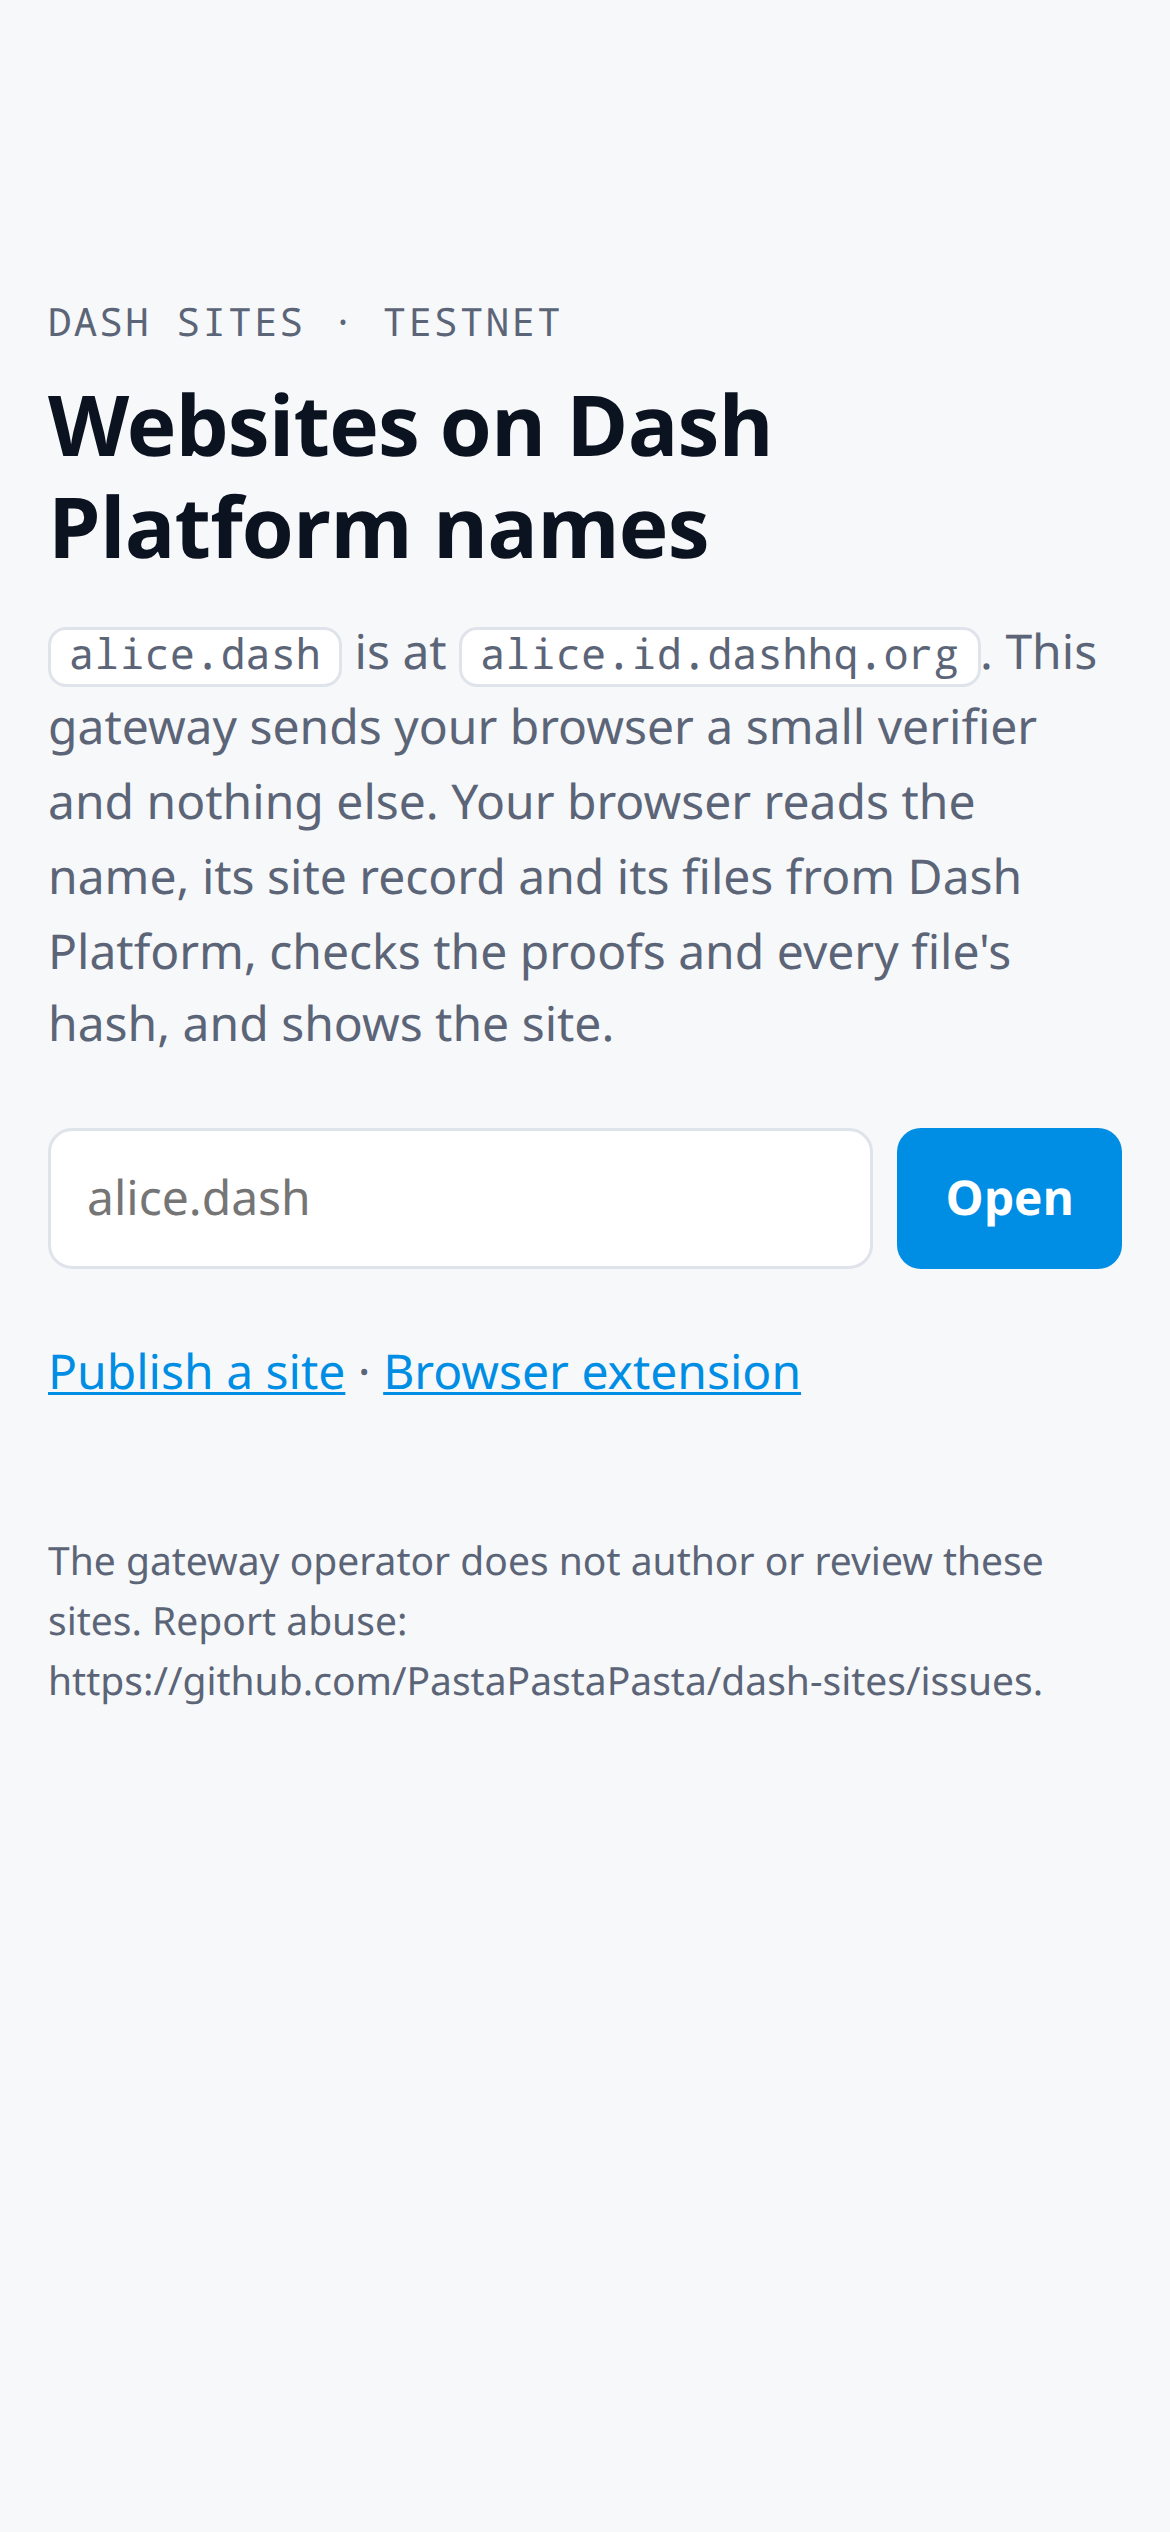 DASH SITES · TESTNET
Websites on Dash
Platform names
alice.dash is at alice.id.dashhq.org. This
gateway sends your browser a small verifier
and nothing else. Your browser reads the
name, its site record and its files from Dash
Platform, checks the proofs and every file's
hash, and shows the site.
alice.dash Open
Publish a site · Browser extension
The gateway operator does not author or review these
sites. Report abuse:
https://github.com/PastaPastaPasta/dash-sites/issues.